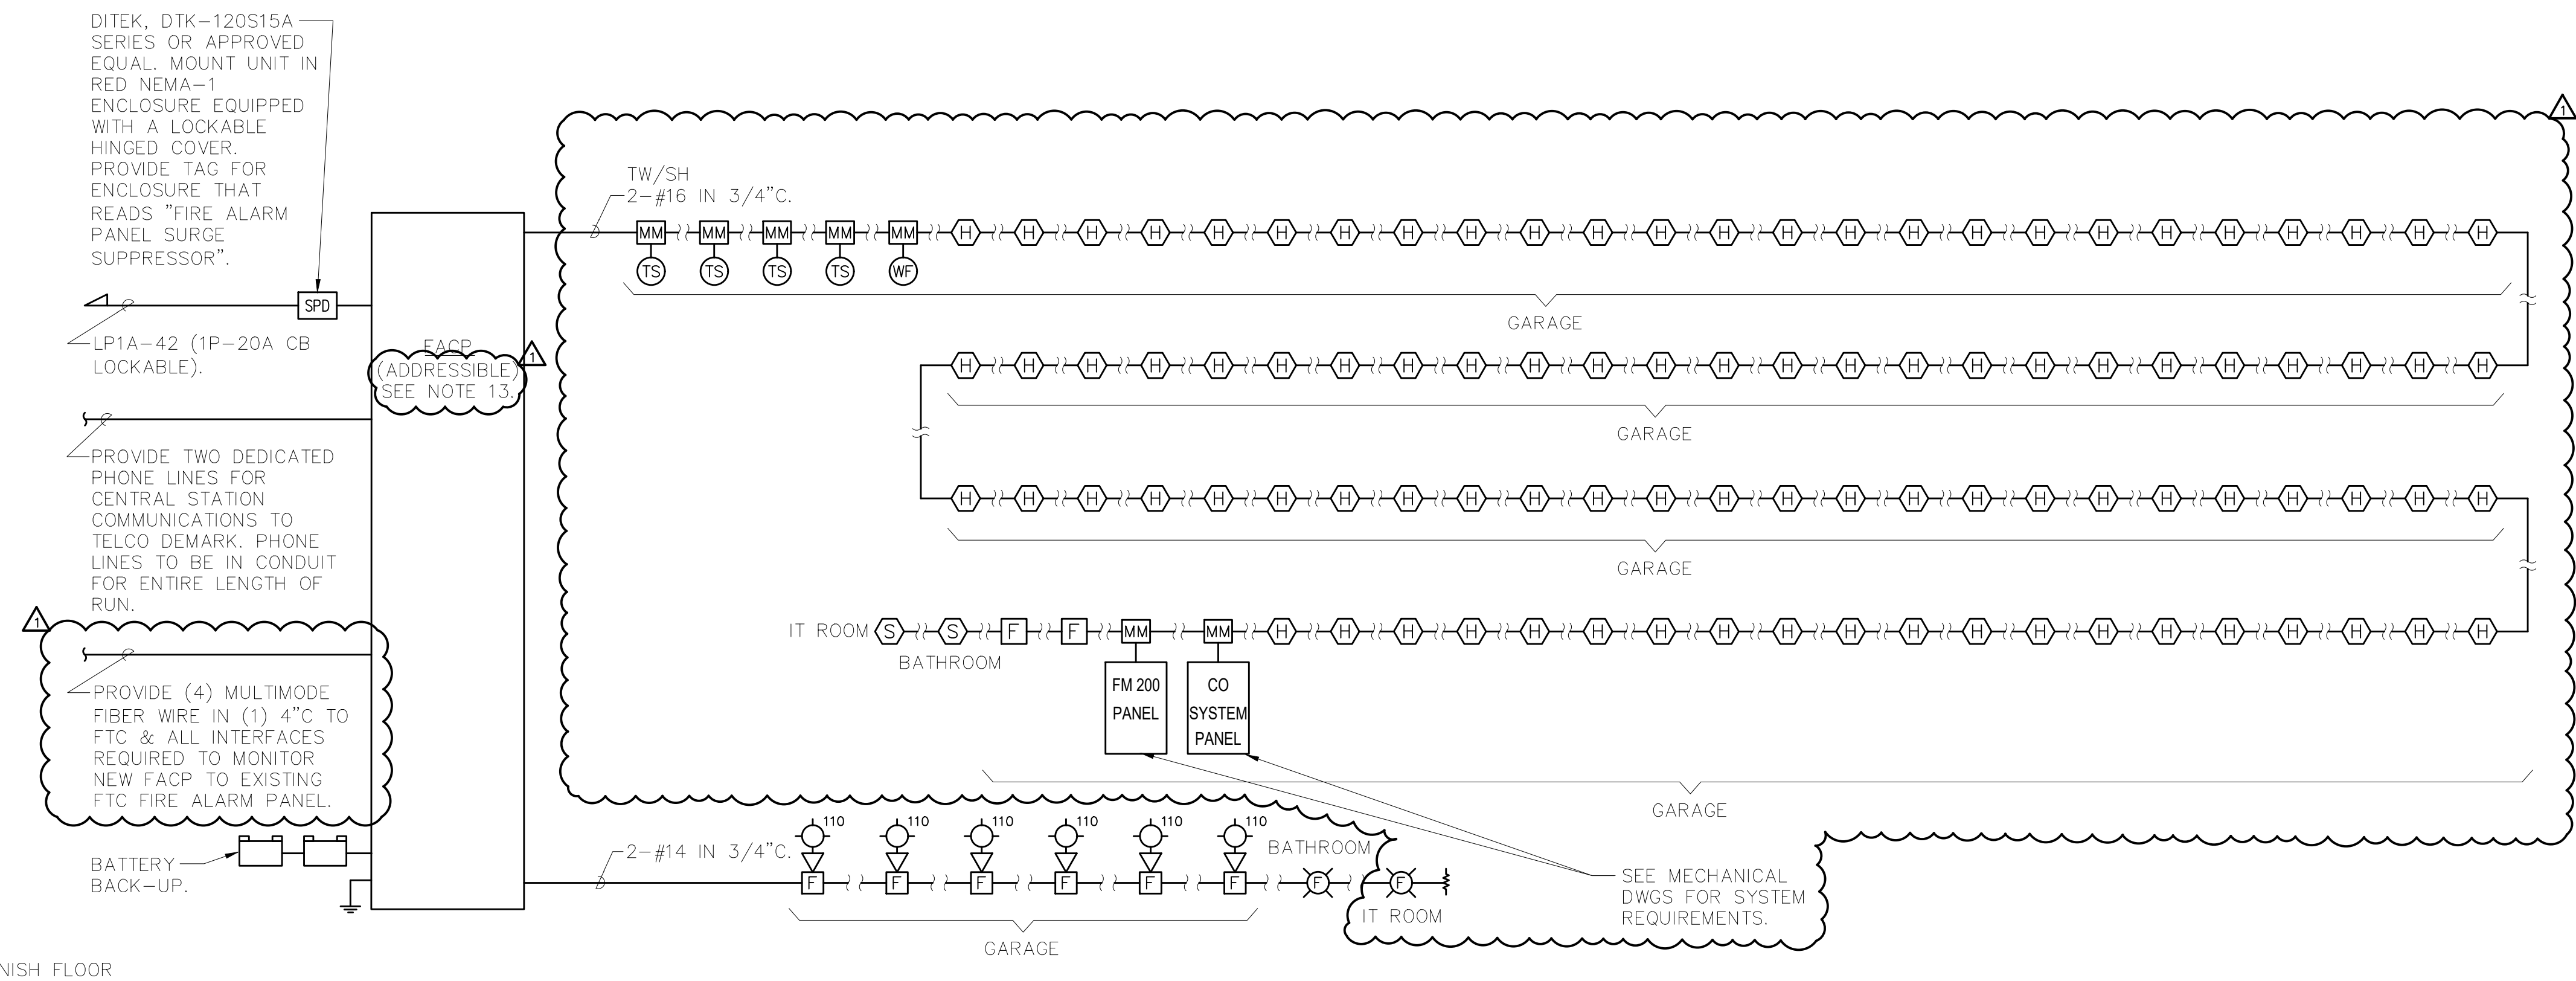 DITEK, DTK-120S15A
SERIES OR APPROVED
EQUAL. MOUNT UNIT IN
RED NEMA-1
ENCLOSURE EQUIPPED
WITH A LOCKABLE
HINGED COVER.
PROVIDE TAG FOR
ENCLOSURE THAT
READS "FIRE ALARM
PANEL SURGE
SUPPRESSOR".
SPD
LP1A-42 (1P-20A CB
LOCKABLE).
PROVIDE TWO DEDICATED
PHONE LINES FOR
CENTRAL STATION
COMMUNICATIONS TO
TELCO DEMARK. PHONE
LINES TO BE IN CONDUIT
FOR ENTIRE LENGTH OF
RUN.
1
PROVIDE (4) MULTIMODE
FIBER WIRE IN (1) 4"C TO
FTC & ALL INTERFACES
REQUIRED TO MONITOR
NEW FACP TO EXISTING
FTC FIRE ALARM PANEL.
BATTERY
BACK-UP.
NISH FLOOR
FACP
(ADDRESSIBLE)
SEE NOTE 13.
1
1
TW/SH
2-#16 IN 3/4"C.
MM MM MM MM MM H H H H H H H H H H H H H H H H H H H H H H H H H
TS TS TS TS WF
GARAGE
H H H H H H H H H H H H H H H H H H H H H H H H H
GARAGE
H H H H H H H H H H H H H H H H H H H H H H H H H
GARAGE
IT ROOM S S F F MM MM H H H H H H H H H H H H H H H H H H H H
BATHROOM
FM 200
PANEL
CO
SYSTEM
PANEL
GARAGE
110 110 110 110 110 110
2-#14 IN 3/4"C.
BATHROOM
F F F F F F F F
IT ROOM
GARAGE
SEE MECHANICAL
DWGS FOR SYSTEM
REQUIREMENTS.